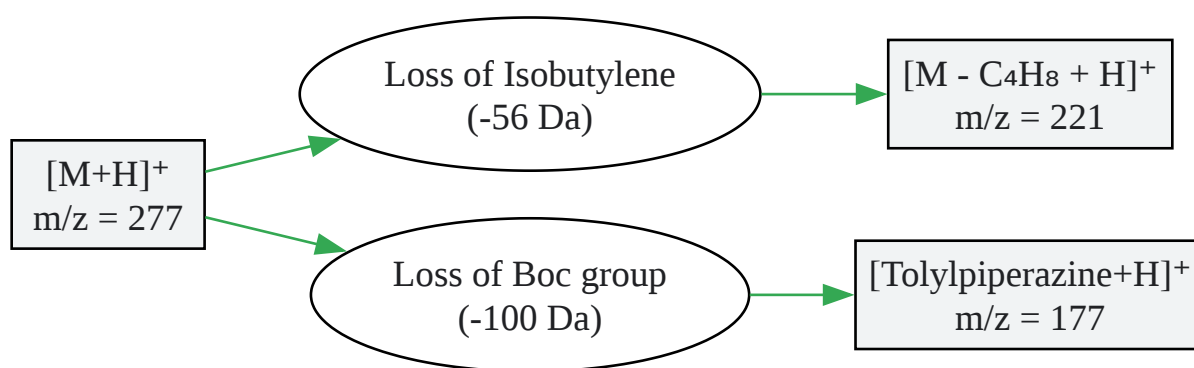 [M+H]⁺
m/z = 277
Loss of Isobutylene
(-56 Da)
[M - C₄H₈ + H]⁺
m/z = 221
Loss of Boc group
(-100 Da)
[Tolylpiperazine+H]⁺
m/z = 177